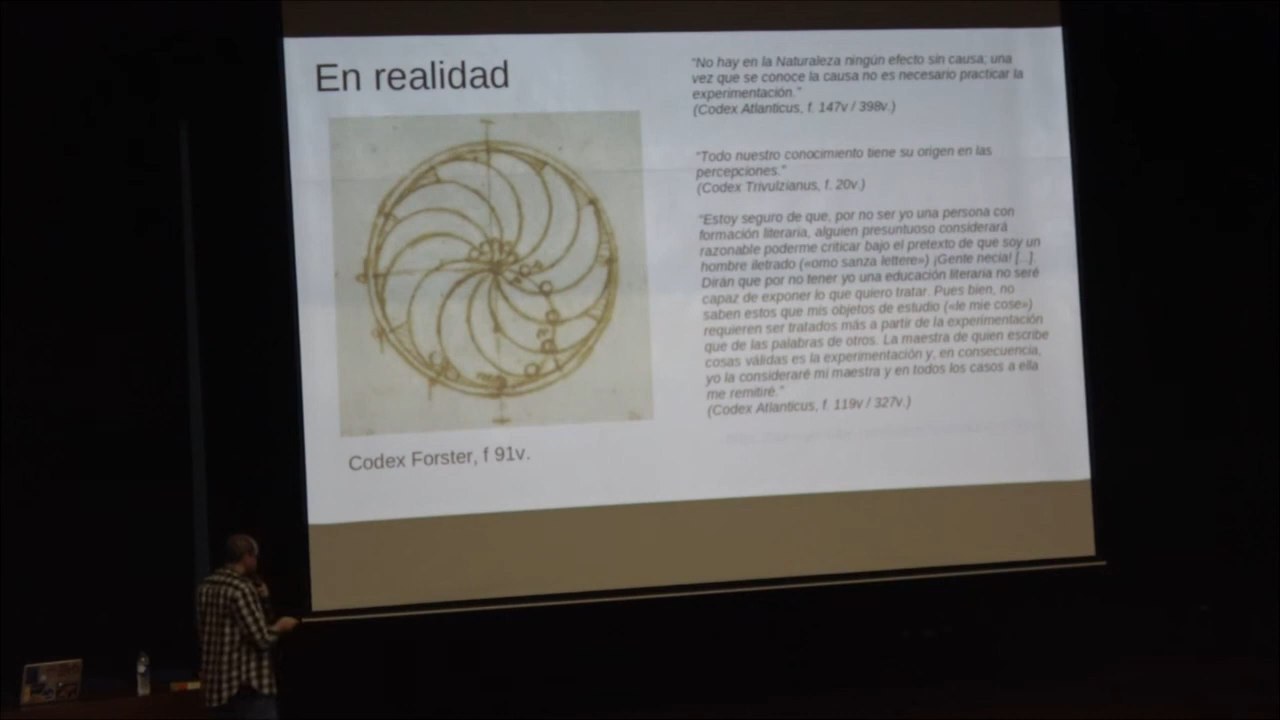 En realidad
Codex Forster, f 91v.
"No hay en la Naturaleza ningún efecto sin causa; una
vez que se conoce la causa no es necesario practicar la
experimentación."
(Codex Atlanticus, f. 147v / 398v.)
"Todo nuestro conocimiento tiene su origen en las
percepciones."
(Codex Trivulzianus, f. 20v.)
"Estoy seguro de que, por no ser yo una persona con
formación literaria, alguien presuntuoso considerará
razonable poderme criticar bajo el pretexto de que soy un
hombre iletrado («omo sanza lettere») ¡Gente necia! [...].
Dirán que por no tener yo una educación literaria no seré
capaz de exponer lo que quiero tratar. Pues bien, no
saben estos que mis objetos de estudio («le mie cose»)
requieren ser tratados más a partir de la experimentación
que de las palabras de otros. La maestra de quien escribe
cosas válidas es la experimentación y, en consecuencia,
yo la consideraré mi maestra y en todos los casos a ella
me remitiré."
(Codex Atlanticus, f. 119v / 327v.)